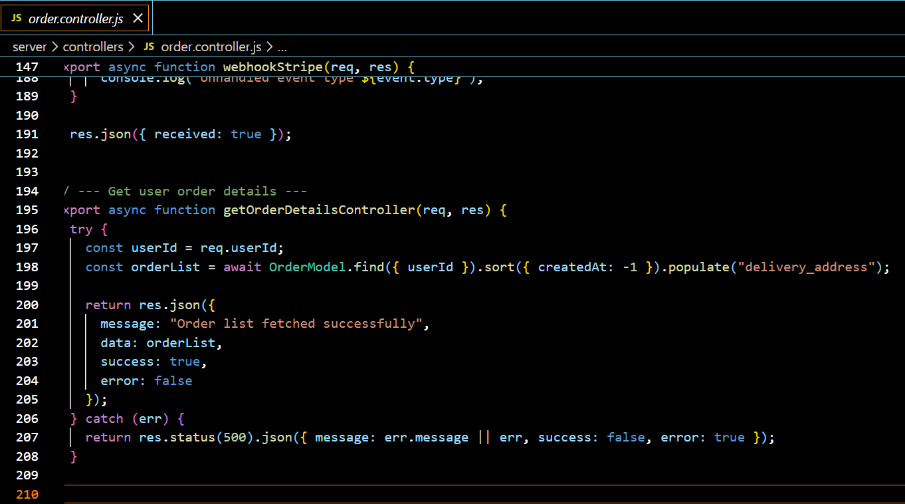 JS order.controller.js ×
server > controllers > JS order.controller.js > ...
147 xport async function webhookStripe(req, res) {
188 console.log(`Unhandled event type ${event.type}`);
189 }
190
191 res.json({ received: true });
192
193
194 / --- Get user order details ---
195 xport async function getOrderDetailsController(req, res) {
196 try {
197 const userId = req.userId;
198 const orderList = await OrderModel.find({ userId }).sort({ createdAt: -1 }).populate("delivery_address");
199
200 return res.json({
201 message: "Order list fetched successfully",
202 data: orderList,
203 success: true,
204 error: false
205 });
206 } catch (err) {
207 return res.status(500).json({ message: err.message || err, success: false, error: true });
208 }
209
210